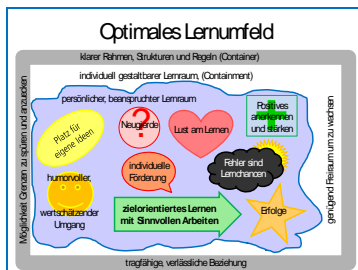 Optimales Lernumfeld
klarer Rahmen, Strukturen und Regeln (Container)
individuell gestaltbarer Lernraum, (Containment)
persönlicher, beanspruchter Lernraum
Möglichkeit Grenzen zu spüren und anzuecken
genügend Freiraum um zu wachsen
Platz für
eigene Ideen
?
Neugierde
Lust am Lernen
Positives
anerkennen
und stärken
humorvoller,
wertschätzender
Umgang
individuelle
Förderung
Fehler sind
Lernchancen
zielorientiertes Lernen
mit Sinnvollen Arbeiten
Erfolge
tragfähige, verlässliche Beziehung